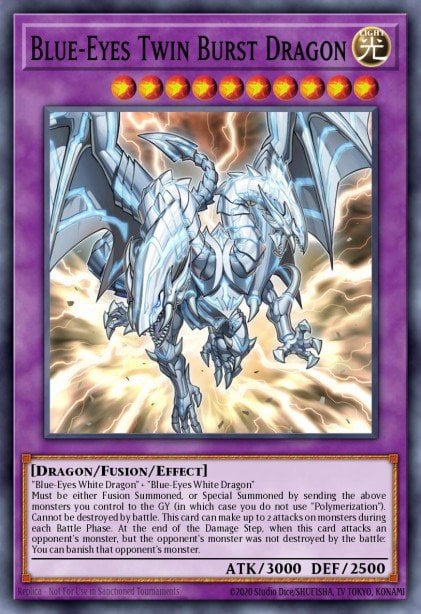 Blue-Eyes Twin Burst Dragon
LIGHT
光
[Dragon/Fusion/Effect]
"Blue-Eyes White Dragon" + "Blue-Eyes White Dragon"
Must be either Fusion Summoned, or Special Summoned by sending the above
monsters you control to the GY (in which case you do not use "Polymerization").
Cannot be destroyed by battle. This card can make up to 2 attacks on monsters during
each Battle Phase. At the end of the Damage Step, when this card attacks an
opponent's monster, but the opponent's monster was not destroyed by the battle:
You can banish that opponent's monster.
ATK/3000 DEF/2500
Replica - Not For Use in Sanctioned Tournaments
©2020 Studio Dice/SHUEISHA, TV TOKYO, KONAMI